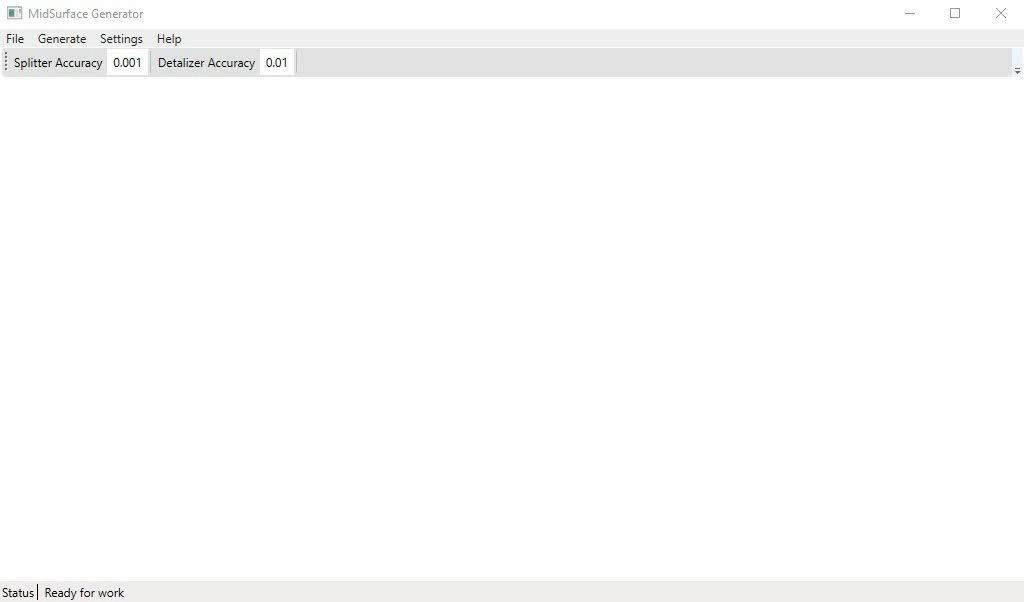 MidSurface Generator
File Generate Settings Help
Splitter Accuracy 0.001 Detalizer Accuracy 0.01
Status Ready for work